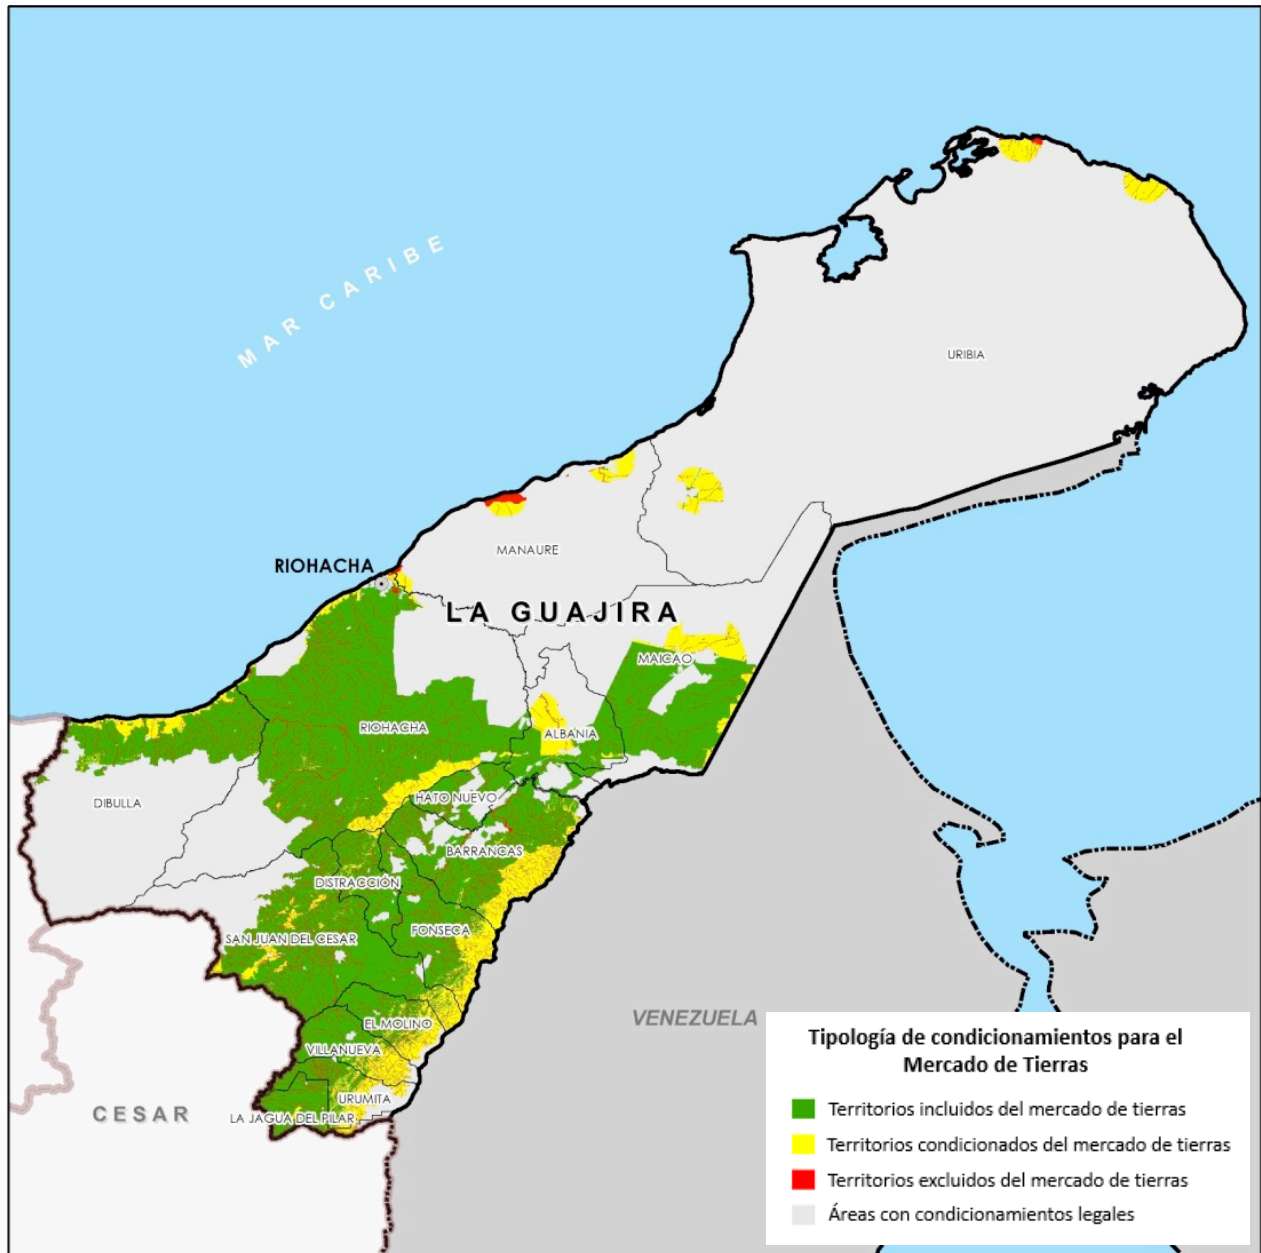 MAR CARIBE
URIBIA
MANAURE
RIOHACHA
LA GUAJIRA
MAICAO
RIOHACHA
ALBANIA
HATO NUEVO
DIBULLA
BARRANCAS
DISTRACCIÓN
FONSECA
SAN JUAN DEL CESAR
VENEZUELA
EL MOLINO
VILLANUEVA
URUMITA
CESAR
LA JAGUA DEL PILAR
Tipología de condicionamientos para el
Mercado de Tierras
Territorios incluidos del mercado de tierras
Territorios condicionados del mercado de tierras
Territorios excluidos del mercado de tierras
Áreas con condicionamientos legales